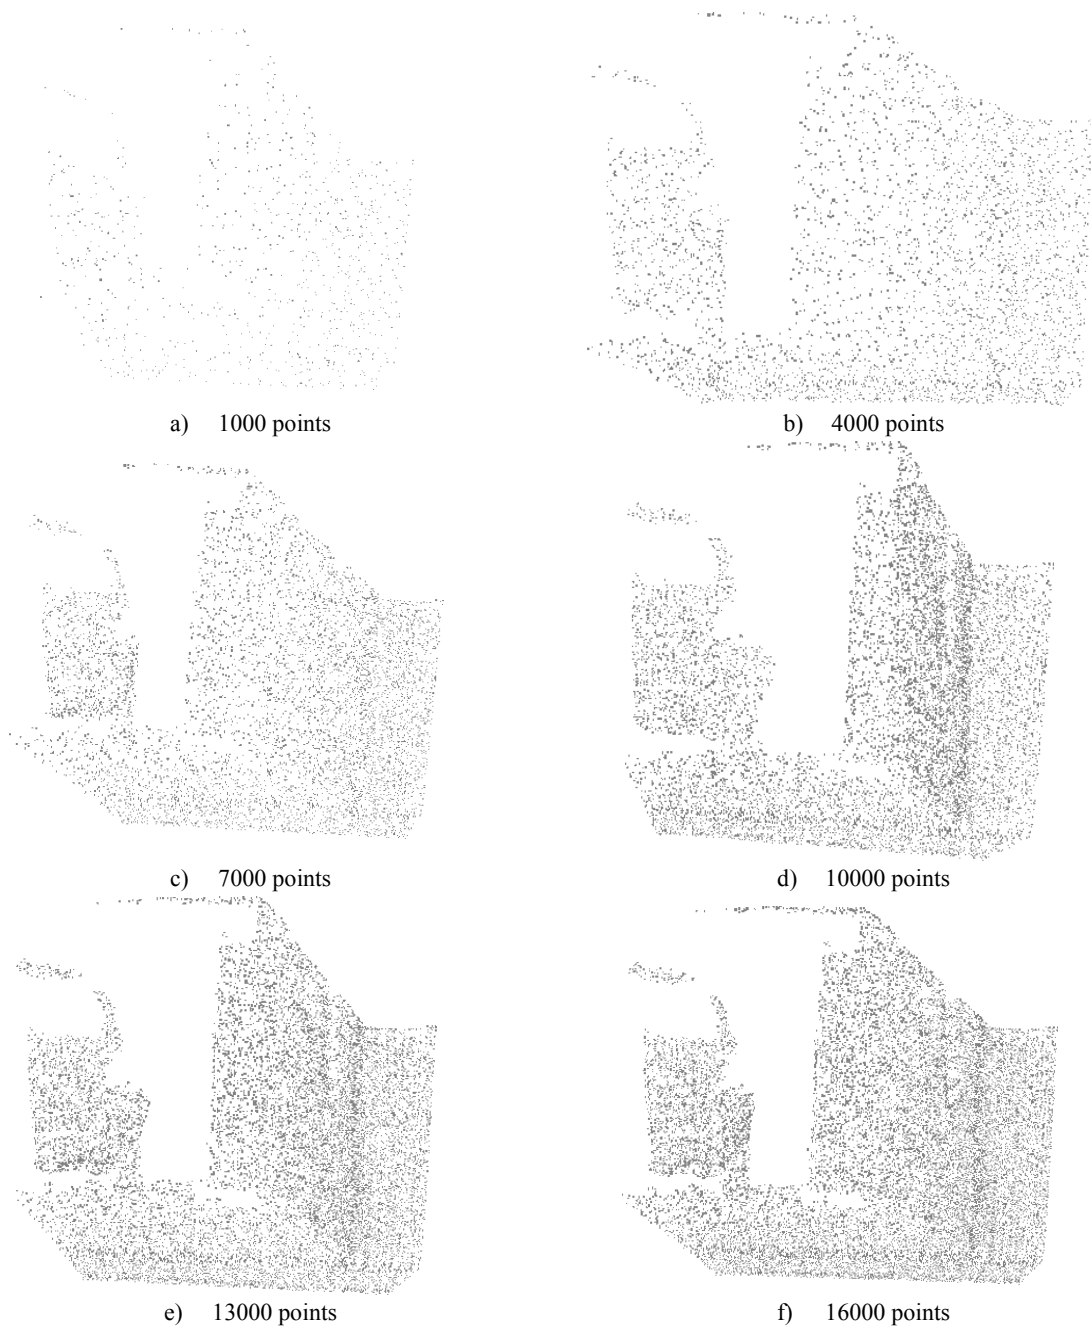 a) 1000 points
b) 4000 points
c) 7000 points
d) 10000 points
e) 13000 points
f) 16000 points